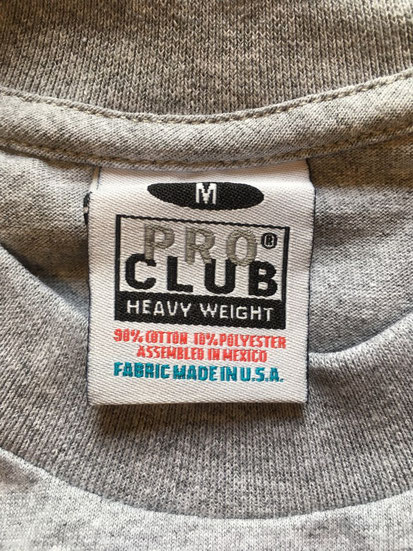 M
PRO®
CLUB
HEAVY WEIGHT
90% COTTON 10% POLYESTER
ASSEMBLED IN MEXICO
FABRIC MADE IN U.S.A.